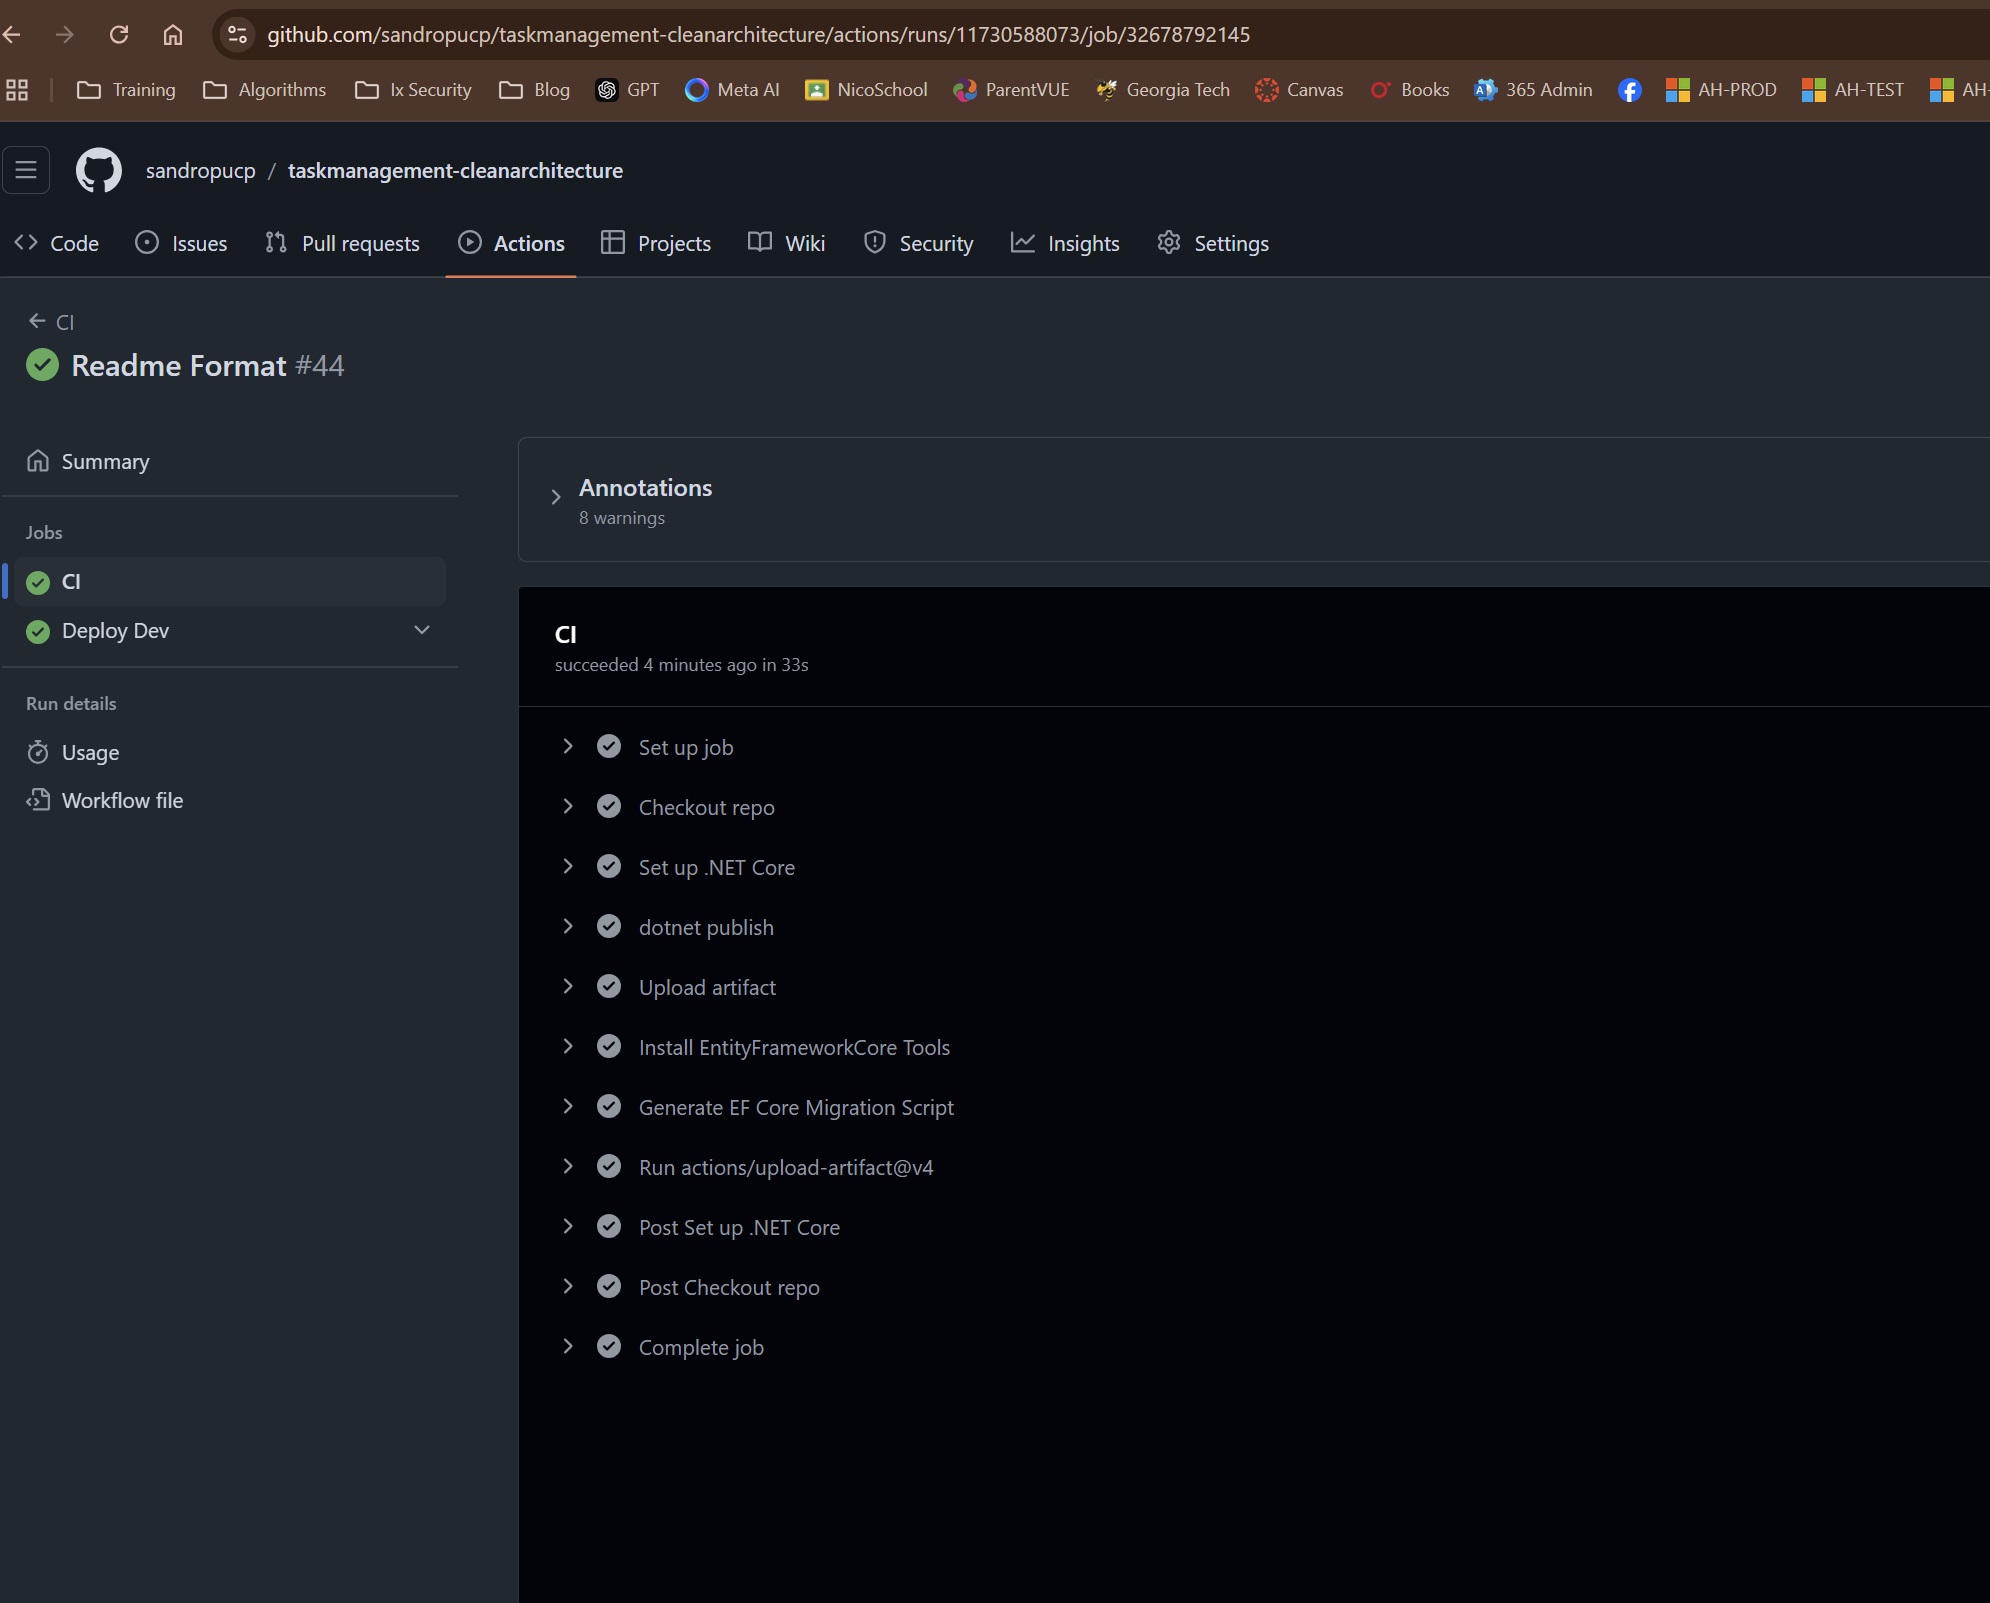 github.com/sandropucp/taskmanagement-cleanarchitecture/actions/runs/11730588073/job/32678792145
Training Algorithms Ix Security Blog GPT Meta AI NicoSchool ParentVUE Georgia Tech Canvas Books 365 Admin AH-PROD AH-TEST AH-
sandropucp / taskmanagement-cleanarchitecture
Code Issues Pull requests Actions Projects Wiki Security Insights Settings
CI
Readme Format #44
Summary
Jobs
CI
Deploy Dev
Run details
Usage
Workflow file
Annotations
8 warnings
CI
succeeded 4 minutes ago in 33s
Set up job
Checkout repo
Set up .NET Core
dotnet publish
Upload artifact
Install EntityFrameworkCore Tools
Generate EF Core Migration Script
Run actions/upload-artifact@v4
Post Set up .NET Core
Post Checkout repo
Complete job